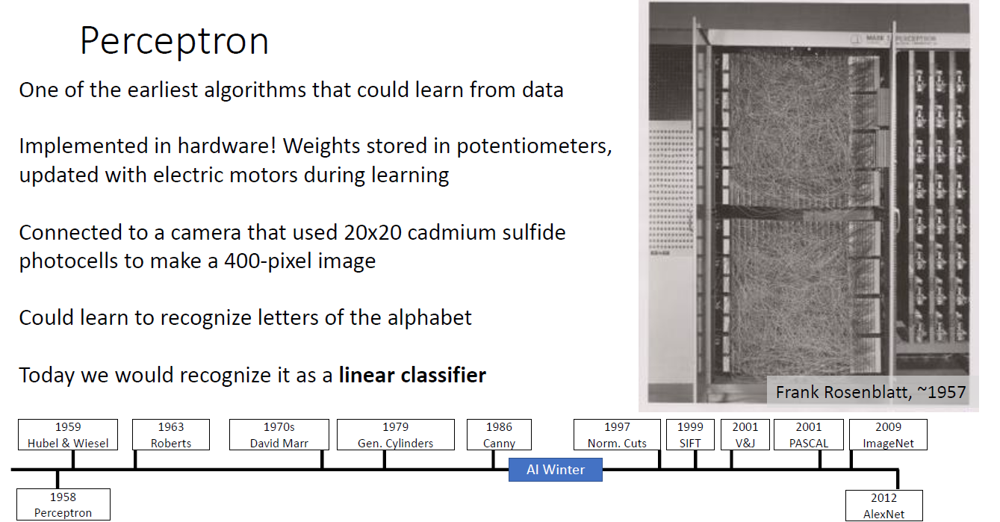 Perceptron
One of the earliest algorithms that could learn from data
Implemented in hardware! Weights stored in potentiometers,
updated with electric motors during learning
Connected to a camera that used 20x20 cadmium sulfide
photocells to make a 400-pixel image
Could learn to recognize letters of the alphabet
Today we would recognize it as a linear classifier
PERCEPTRON
Frank Rosenblatt, ~1957
1959
Hubel & Wiesel
1963
Roberts
1970s
David Marr
1979
Gen. Cylinders
1986
Canny
1997
Norm. Cuts
1999
SIFT
2001
V&J
2001
PASCAL
2009
ImageNet
AI Winter
1958
Perceptron
2012
AlexNet